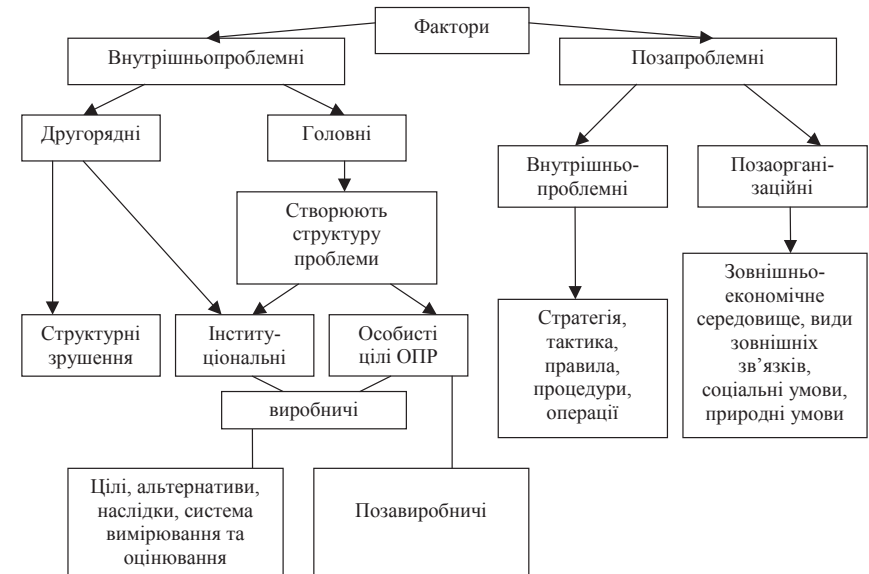 Фактори
Внутрішньопроблемні
Позапроблемні
Другорядні
Головні
Внутрішньо-
проблемні
Позаоргані-
заційні
Створюють
структуру
проблеми
Структурні
зрушення
Інститу-
ціональні
Особисті
цілі ОПР
Стратегія,
тактика,
правила,
процедури,
операції
Зовнішньо-
економічне
середовище, види
зовнішніх
зв’язків,
соціальні умови,
природні умови
виробничі
Цілі, альтернативи,
наслідки, система
вимірювання та
оцінювання
Позавиробничі